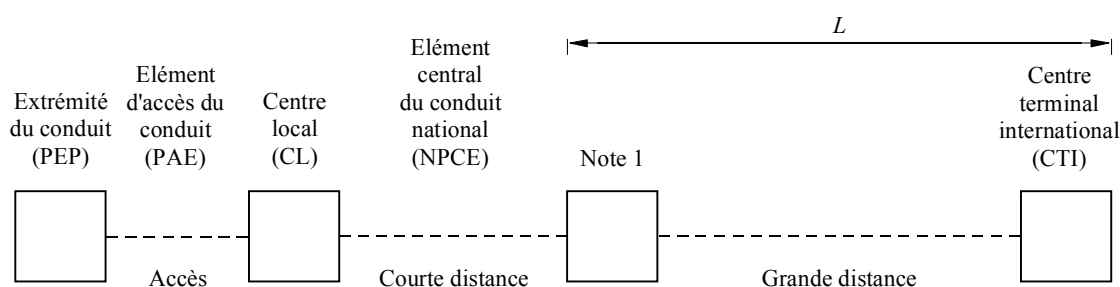 L
Extrémité
du conduit
(PEP)
Elément
d'accès du
conduit
(PAE)
Centre
local
(CL)
Elément
central
du conduit
national
(NPCE)
Note 1
Centre
terminal
international
(CTI)
Accès
Courte distance
Grande distance